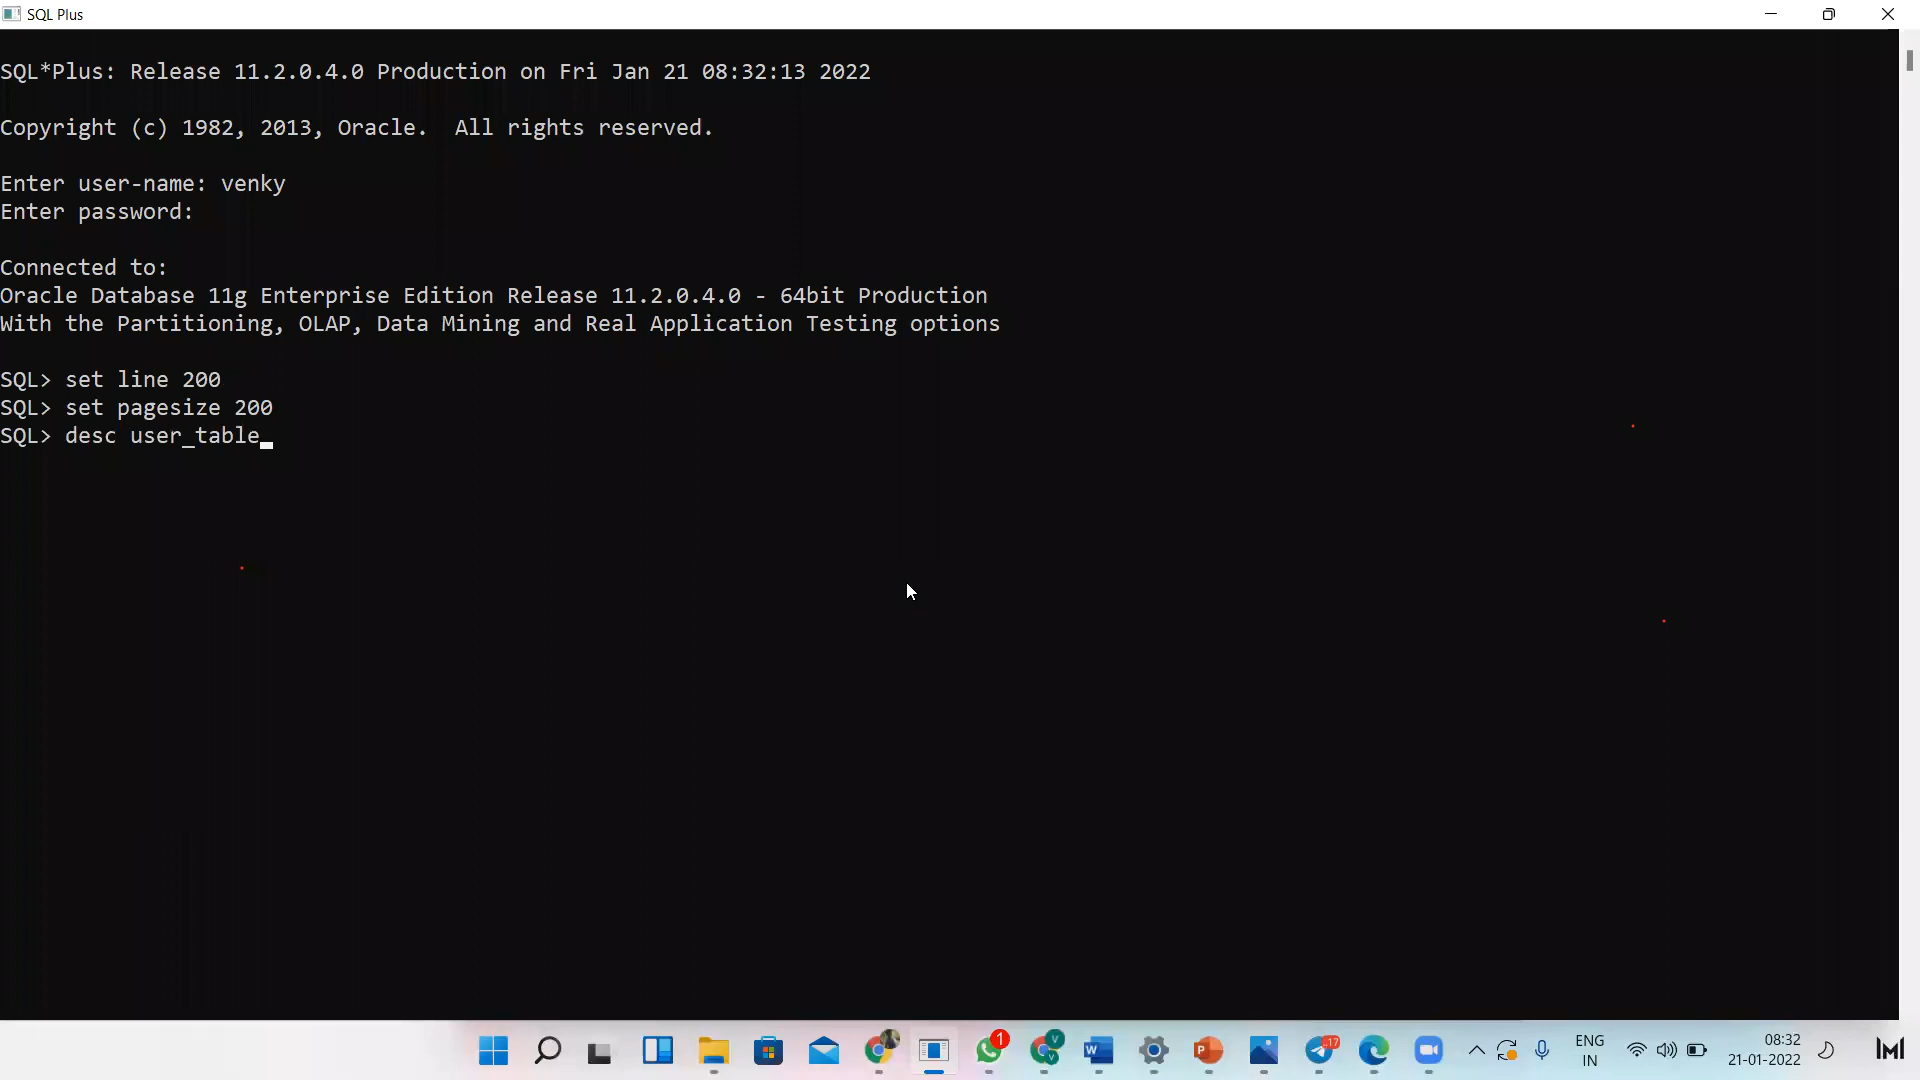 SQL Plus
SQL*Plus: Release 11.2.0.4.0 Production on Fri Jan 21 08:32:13 2022
Copyright (c) 1982, 2013, Oracle.  All rights reserved.
Enter user-name: venky
Enter password:
Connected to:
Oracle Database 11g Enterprise Edition Release 11.2.0.4.0 - 64bit Production
With the Partitioning, OLAP, Data Mining and Real Application Testing options
SQL> set line 200
SQL> set pagesize 200
SQL> desc user_table
1
V
V
W
P
17
ENG
IN
08:32
21-01-2022